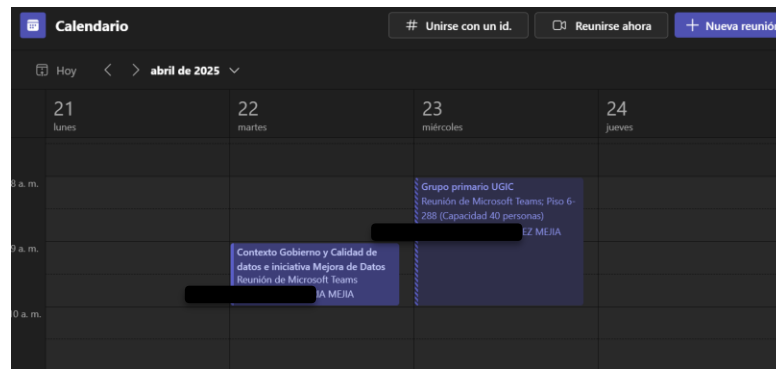 Calendario
# Unirse con un id.
Reunirse ahora
+ Nueva reunión
Hoy
abril de 2025
21
lunes
22
martes
23
miércoles
24
jueves
8 a. m.
Grupo primario UGIC
Reunión de Microsoft Teams; Piso 6-
288 (Capacidad 40 personas)
EZ MEJIA
9 a. m.
Contexto Gobierno y Calidad de
datos e iniciativa Mejora de Datos
Reunión de Microsoft Teams
IA MEJIA
10 a. m.